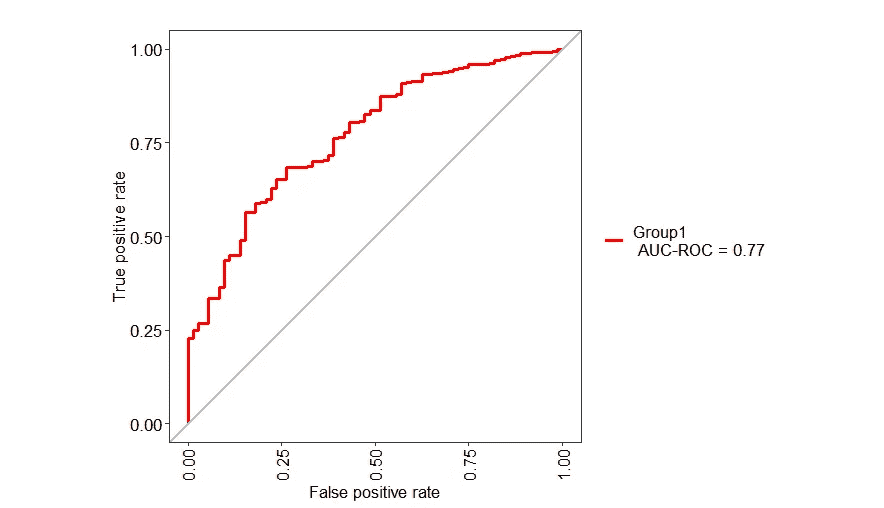 1.00
0.75
0.50
0.25
0.00
True positive rate
0.00
0.25
0.50
0.75
1.00
False positive rate
Group1
AUC-ROC = 0.77